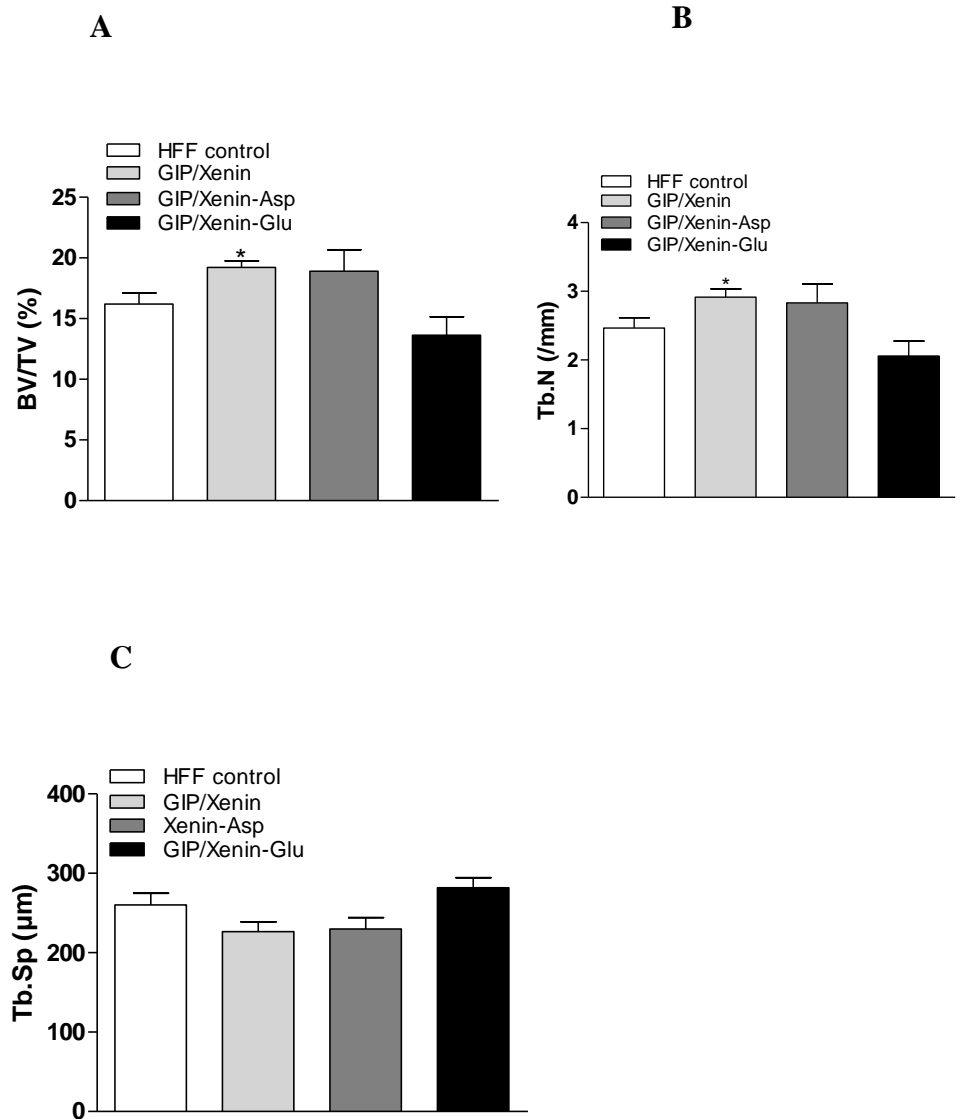 A
B
HFF control
GIP/Xenin
GIP/Xenin-Asp
GIP/Xenin-Glu
25
20
15
10
5
0
BV/TV (%)
*
HFF control
GIP/Xenin
GIP/Xenin-Asp
GIP/Xenin-Glu
4
3
2
1
0
Tb.N (/mm)
*
C
HFF control
GIP/Xenin
Xenin-Asp
GIP/Xenin-Glu
400
300
200
100
0
Tb.Sp (μm)